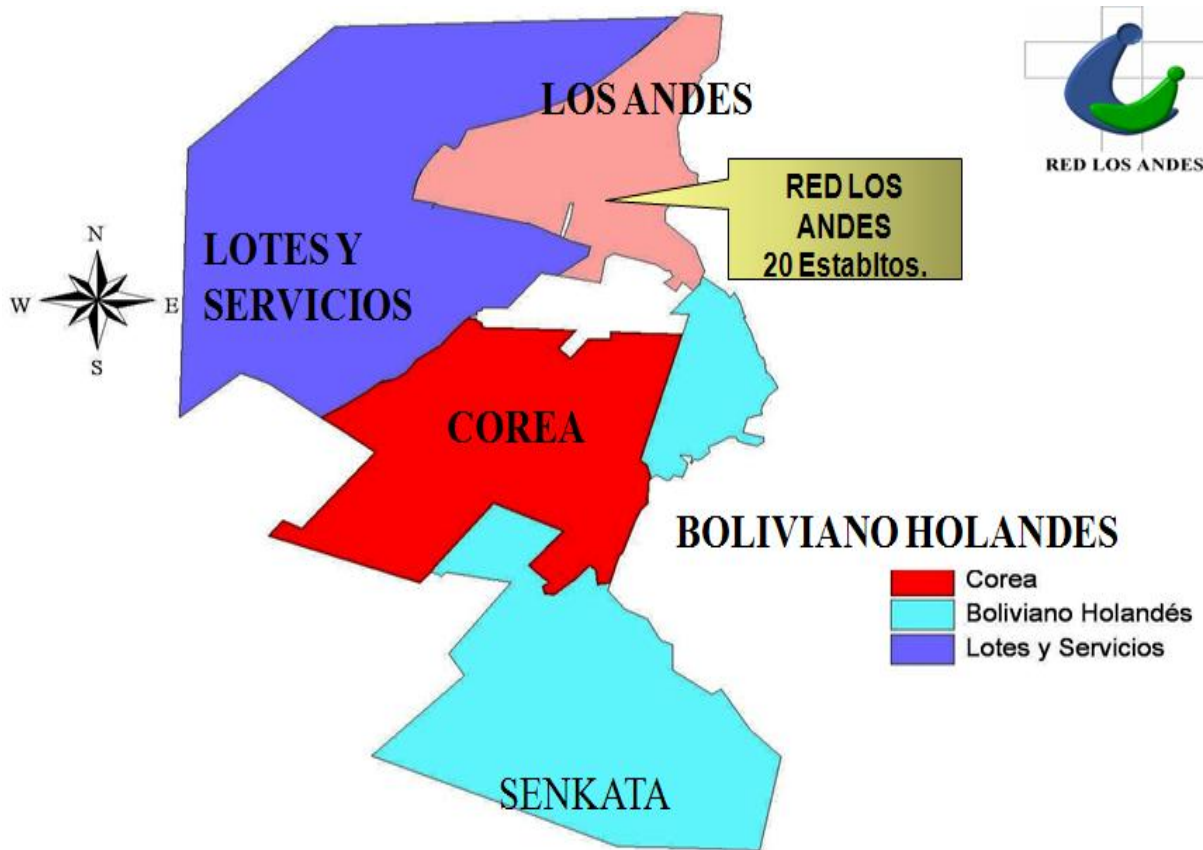 LOS ANDES
RED LOS ANDES
RED LOS
ANDES
20 Establtos.
LOTES Y
SERVICIOS
N
W
E
S
COREA
BOLIVIANO HOLANDES
Corea
Boliviano Holandés
Lotes y Servicios
SENKATA